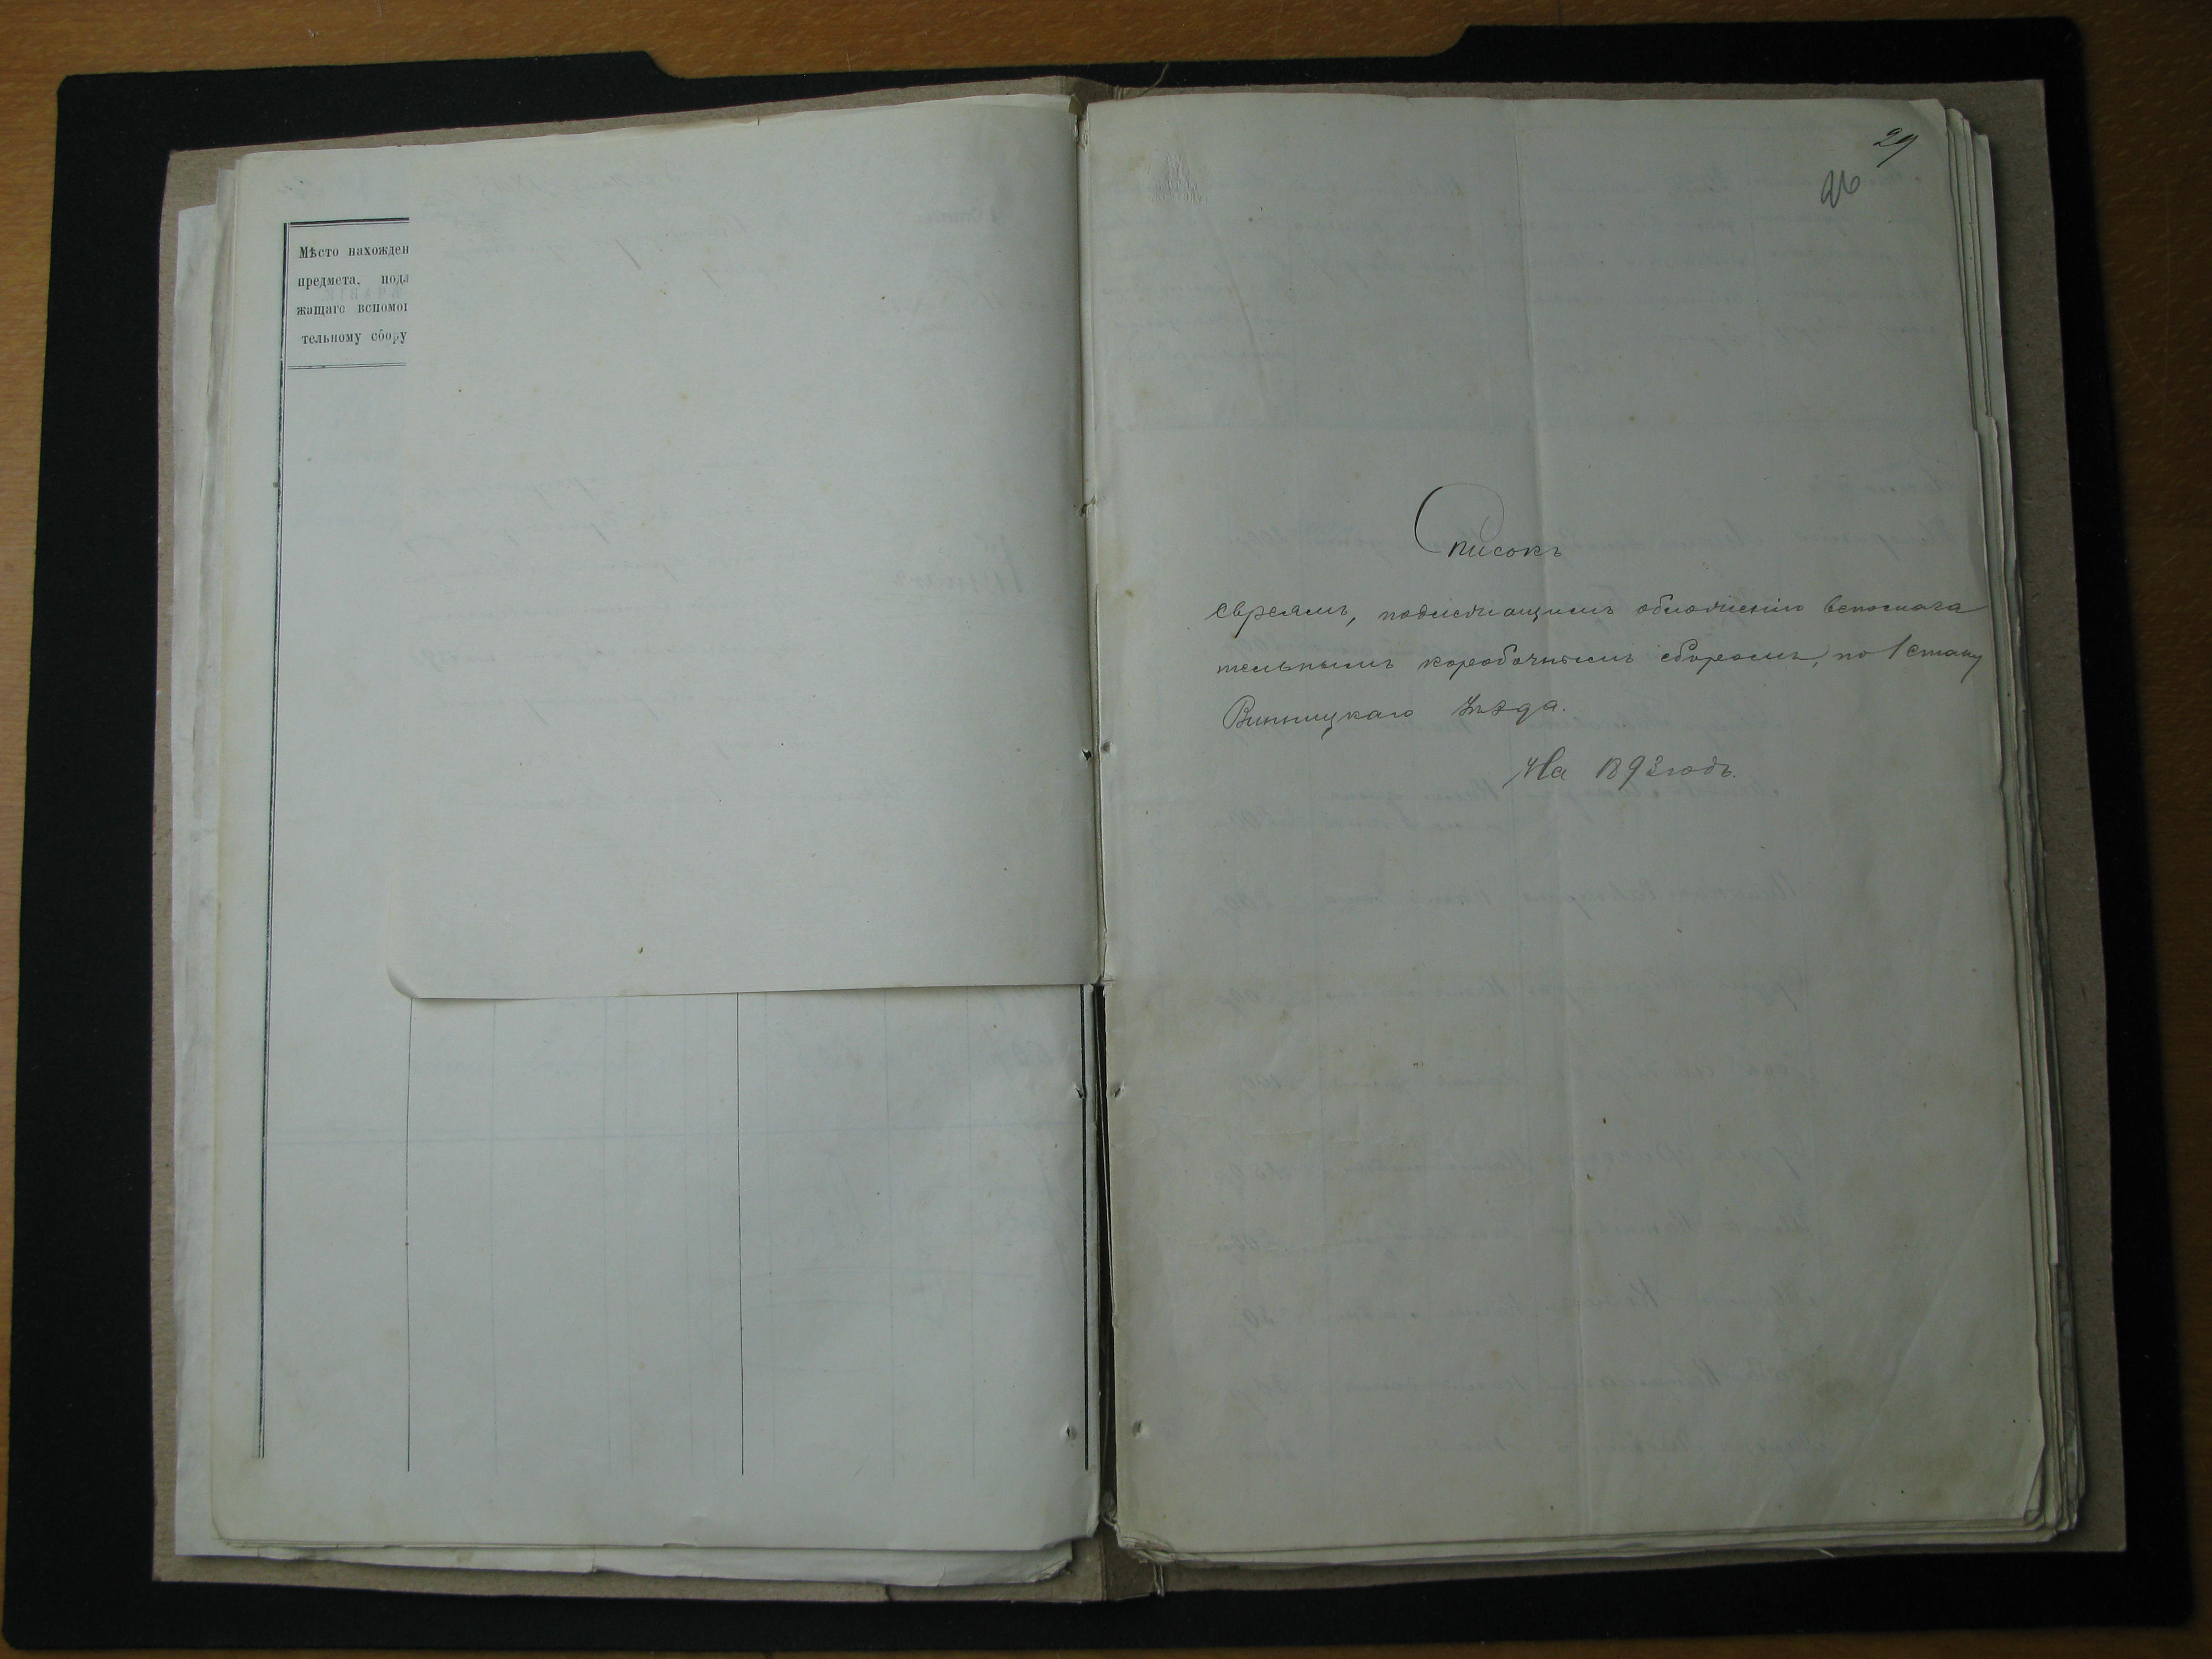 Мѣсто нахожден
предмета, подл
жащаго вспомог
тельному сбору
29
26
Списокъ
евреямъ, подлежащимъ обложенію вспомога
тельнымъ коробочнымъ сборомъ, по 1 стану
Винницкаго уѣзда.
На 1893 годъ.